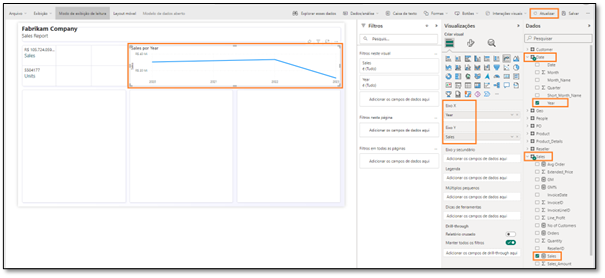 Arquivo
Exibição
Modo de exibição de leitura
Layout móvel
Modelo de dados aberto
Explorar esses dados
Caixa de texto
Formas
Botões
Interações visuais
Atualizar
Salvar
Fabrikam Company
Sales Report
Sales
Units
Sales por Year
Filtros
Pesquisa
Filtros neste visual
Sales
é (Tudo)
Year
é (Tudo)
Adicionar os campos de dados aqui
Filtros nesta página
Adicionar os campos de dados aqui
Filtros em todas as páginas
Adicionar os campos de dados aqui
Visualizações
Criar visual
Eixo X
Year
Eixo Y
Sales
Eixo y secundário
Adicionar os campos de dados aqui
Legenda
Adicionar os campos de dados aqui
Múltiplos pequenos
Adicionar os campos de dados aqui
Dicas de ferramentas
Adicionar os campos de dados aqui
Drill-through
Relatório cruzado
Manter todos os filtros
Adicionar os campos de drill-through aqui
Dados
Pesquisar
Customer
Date
Date
Month
Month_Name
Quarter
Short_Month_Name
Year
Geo
People
PO
Product
Product_Details
Reseller
Sales
Avg Order
Extended_Price
GM
GM%
InvoiceDate
InvoiceID
InvoiceLineID
Line_Profit
No of Customers
Orders
Quantity
ResellerID
Sales
Sales_Amount